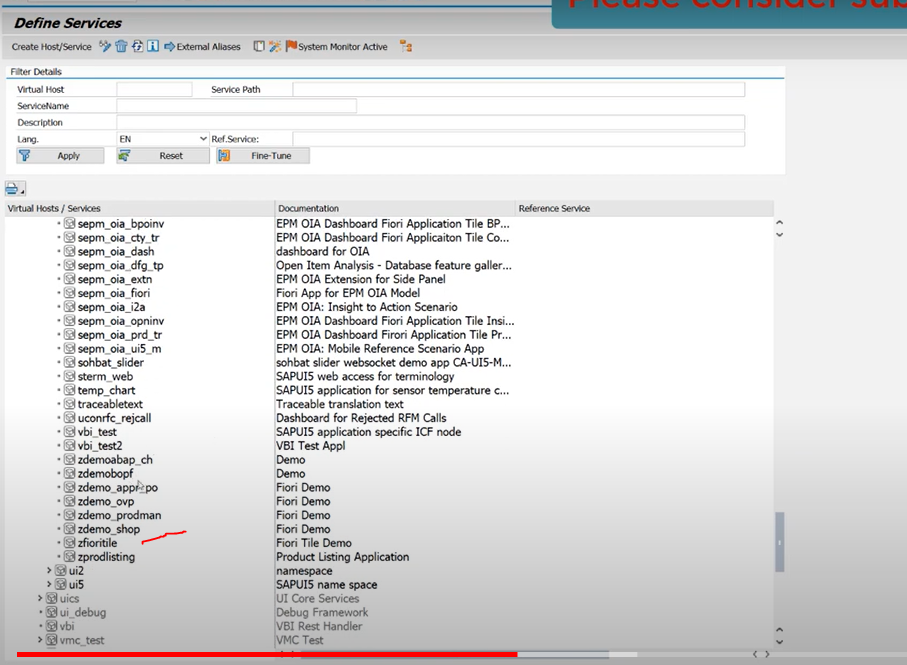 Please consider sub
Define Services
Create Host/Service External Aliases System Monitor Active
Filter Details
Virtual Host Service Path
ServiceName
Description
Lang. EN Ref.Service:
Apply Reset Fine-Tune
Virtual Hosts / Services Documentation Reference Service
sepm_oia_bpoinv EPM OIA Dashboard Fiori Application Tile BP...
sepm_oia_cty_tr EPM OIA Dashboard Fiori Applicaiton Tile Co...
sepm_oia_dash dashboard for OIA
sepm_oia_dfg_tp Open Item Analysis - Database feature galler...
sepm_oia_extn EPM OIA Extension for Side Panel
sepm_oia_fiori Fiori App for EPM OIA Model
sepm_oia_i2a EPM OIA: Insight to Action Scenario
sepm_oia_opninv EPM OIA Dashboard Fiori Application Tile Insi...
sepm_oia_prd_tr EPM OIA Dashboard Firori Application Tile Pr...
sepm_oia_ui5_m EPM OIA: Mobile Reference Scenario App
sohbat_slider sohbat slider websocket demo app CA-UI5-M...
sterm_web SAPUI5 web access for terminology
temp_chart SAPUI5 application for sensor temperature c...
traceabletext Traceable translation text
uconrfc_rejcall Dashboard for Rejected RFM Calls
vbi_test SAPUI5 application specific ICF node
vbi_test2 VBI Test Appl
zdemoabap_ch Demo
zdemobopf Demo
Fiori Demo
zdemo_ovp Fiori Demo
zdemo_prodman Fiori Demo
zdemo_shop Fiori Demo
zfioritile Fiori Tile Demo
zprodlisting Product Listing Application
ui2 namespace
ui5 SAPUI5 name space
uics UI Core Services
ui_debug Debug Framework
vbi VBI Rest Handler
vmc_test VMC Test